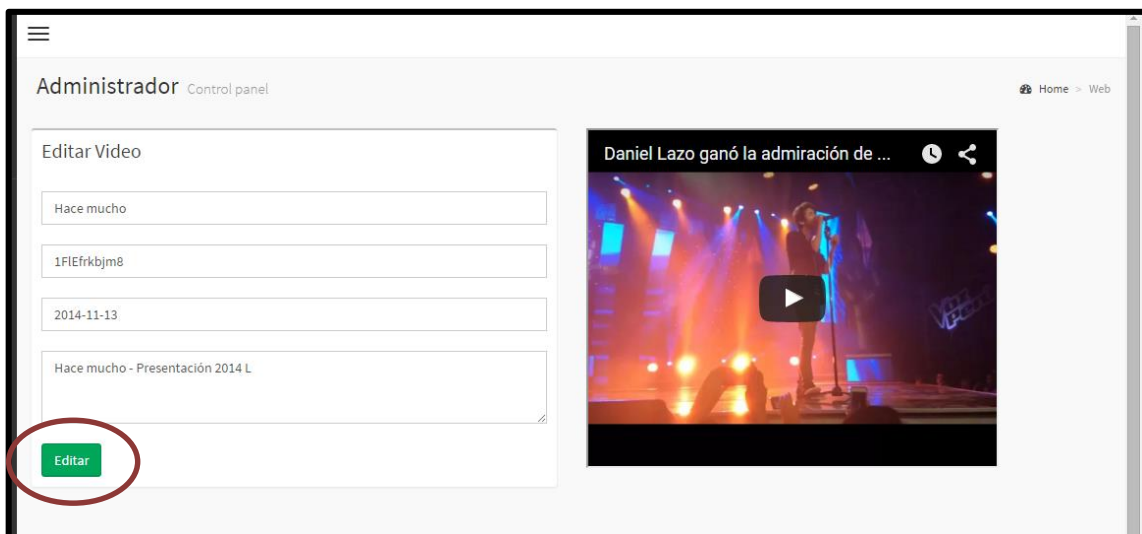 Administrador Control panel
Home > Web
Editar Video
Hace mucho
1FlEfrkbjm8
2014-11-13
Hace mucho - Presentación 2014 L
Editar
Daniel Lazo ganó la admiración de ...